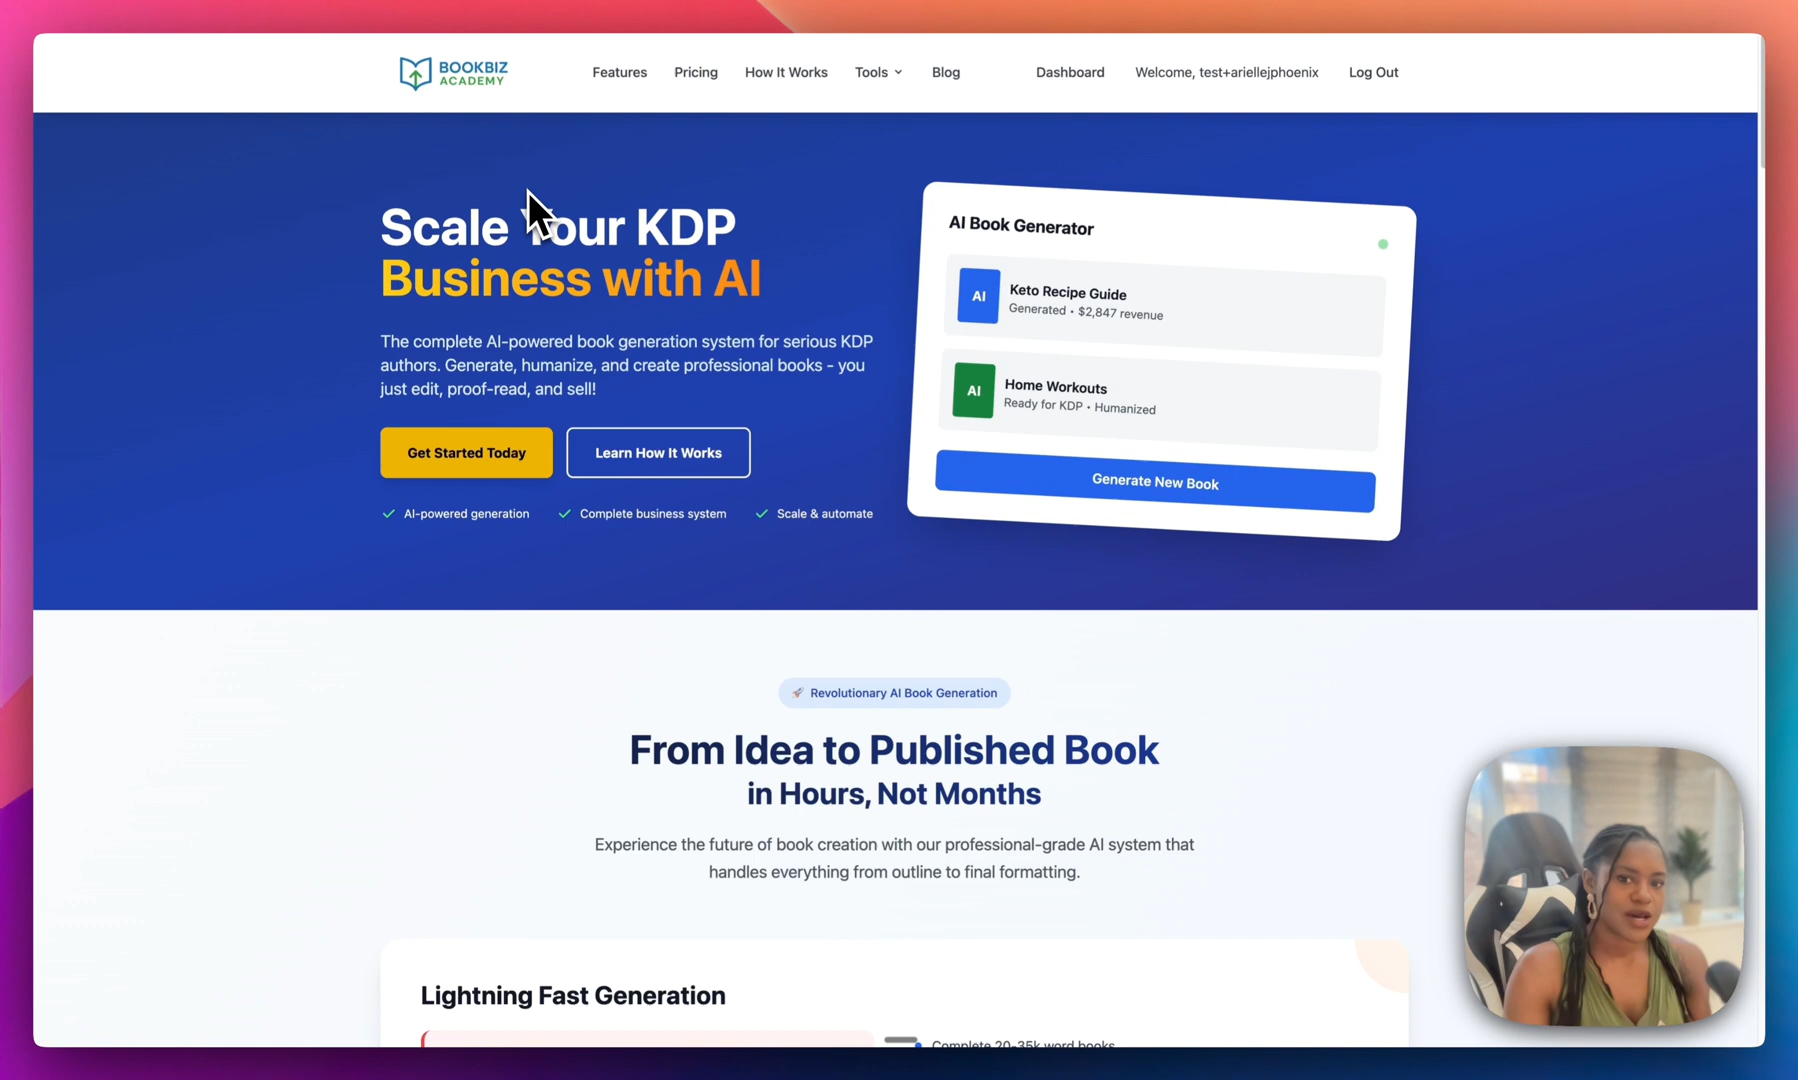 BOOKBIZ
ACADEMY
Features
Pricing
How It Works
Tools
Blog
Dashboard
Welcome, test+ariellejphoenix
Log Out
Scale Your KDP
Business with AI
The complete AI-powered book generation system for serious KDP
authors. Generate, humanize, and create professional books - you
just edit, proof-read, and sell!
Get Started Today
Learn How It Works
AI-powered generation
Complete business system
Scale & automate
AI Book Generator
AI
Keto Recipe Guide
Generated • $2,847 revenue
AI
Home Workouts
Ready for KDP • Humanized
Generate New Book
Revolutionary AI Book Generation
From Idea to Published Book
in Hours, Not Months
Experience the future of book creation with our professional-grade AI system that
handles everything from outline to final formatting.
Lightning Fast Generation
Complete 20-35k word books